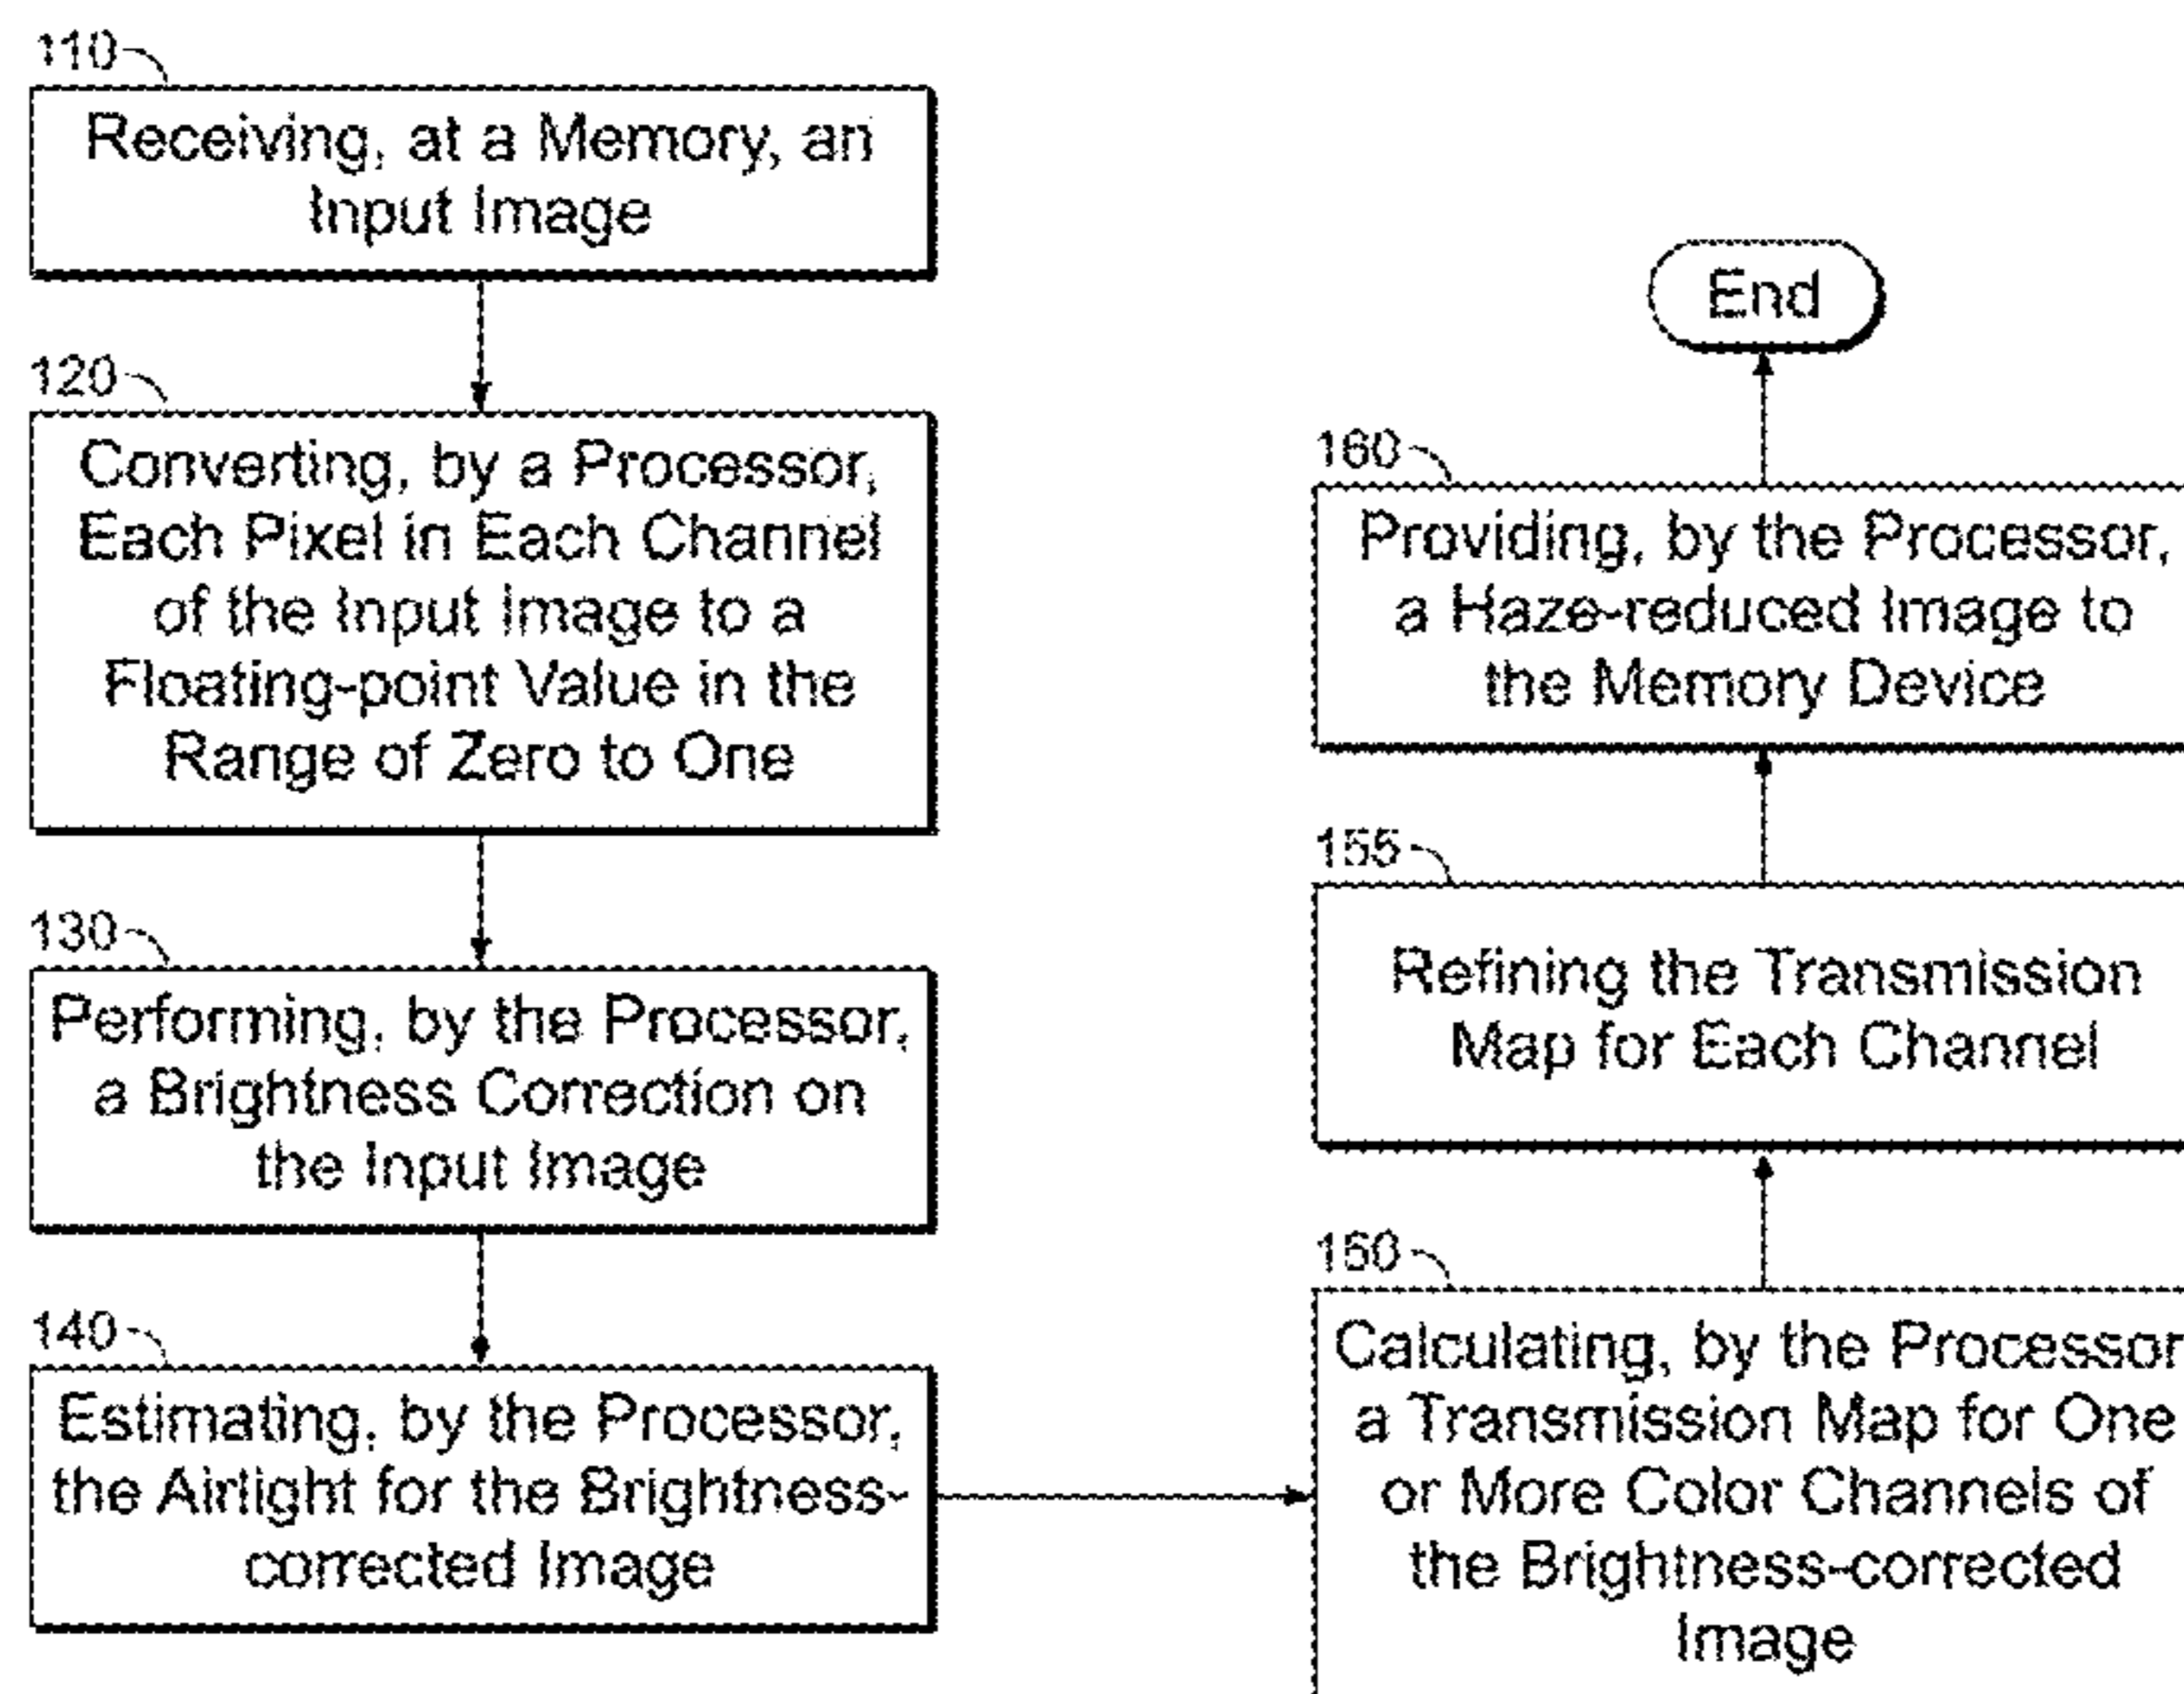 110
Receiving, at a Memory, an
Input Image
120
Converting, by a Processor,
Each Pixel in Each Channel
of the Input Image to a
Floating-point Value in the
Range of Zero to One
130
Performing, by the Processor,
a Brightness Correction on
the Input Image
140
Estimating, by the Processor,
the Airlight for the Brightness-
corrected Image
150
Calculating, by the Processor
a Transmission Map for One
or More Color Channels of
the Brightness-corrected
Image
155
Refining the Transmission
Map for Each Channel
160
Providing, by the Processor,
a Haze-reduced Image to
the Memory Device
End